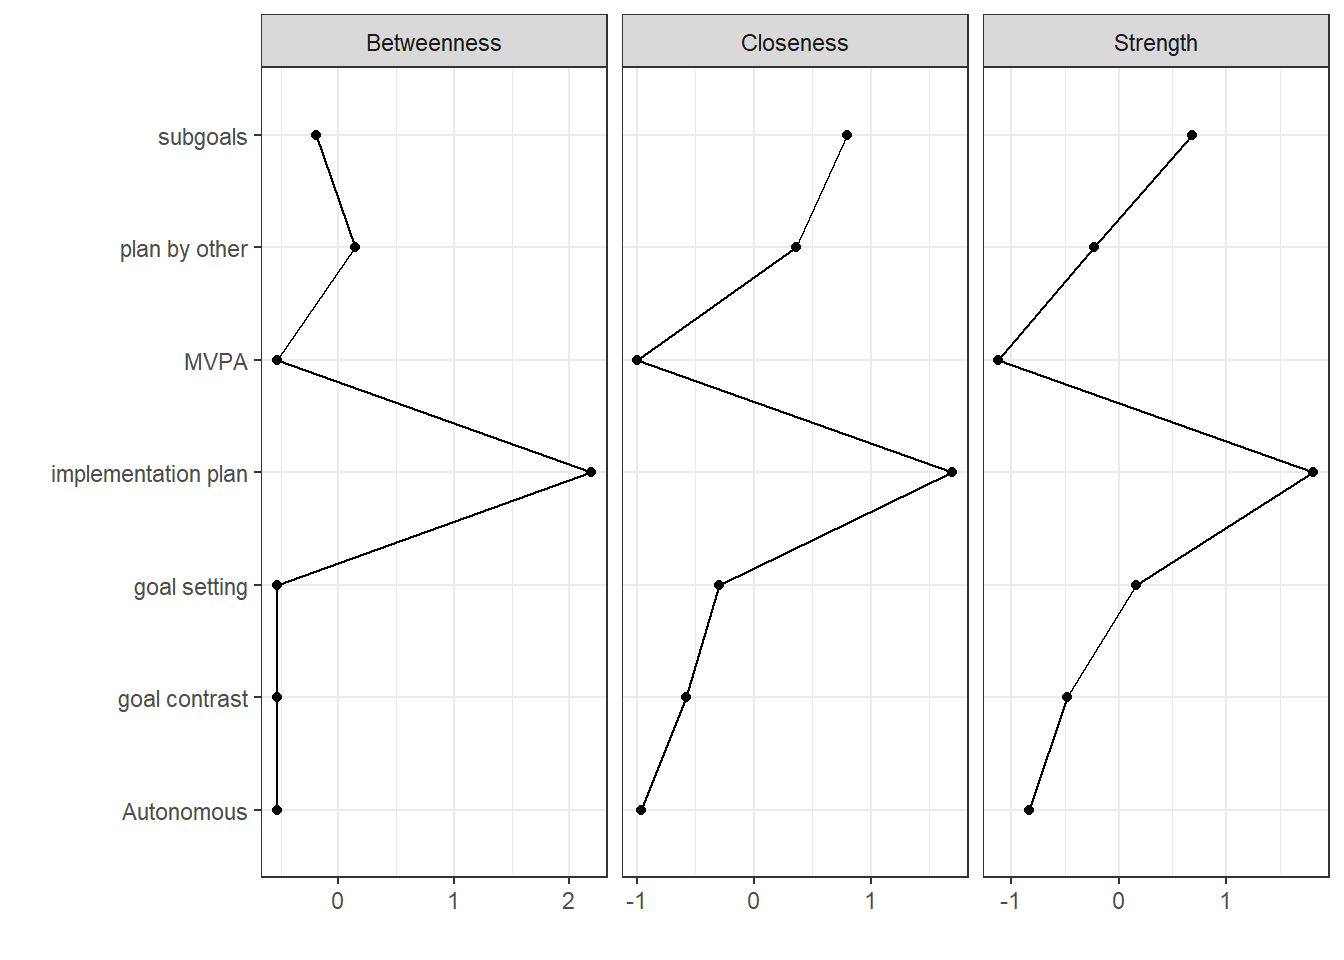 Betweenness
Closeness
Strength
subgoals
plan by other
MVPA
implementation plan
goal setting
goal contrast
Autonomous
0 1 2
-1 0 1
-1 0 1